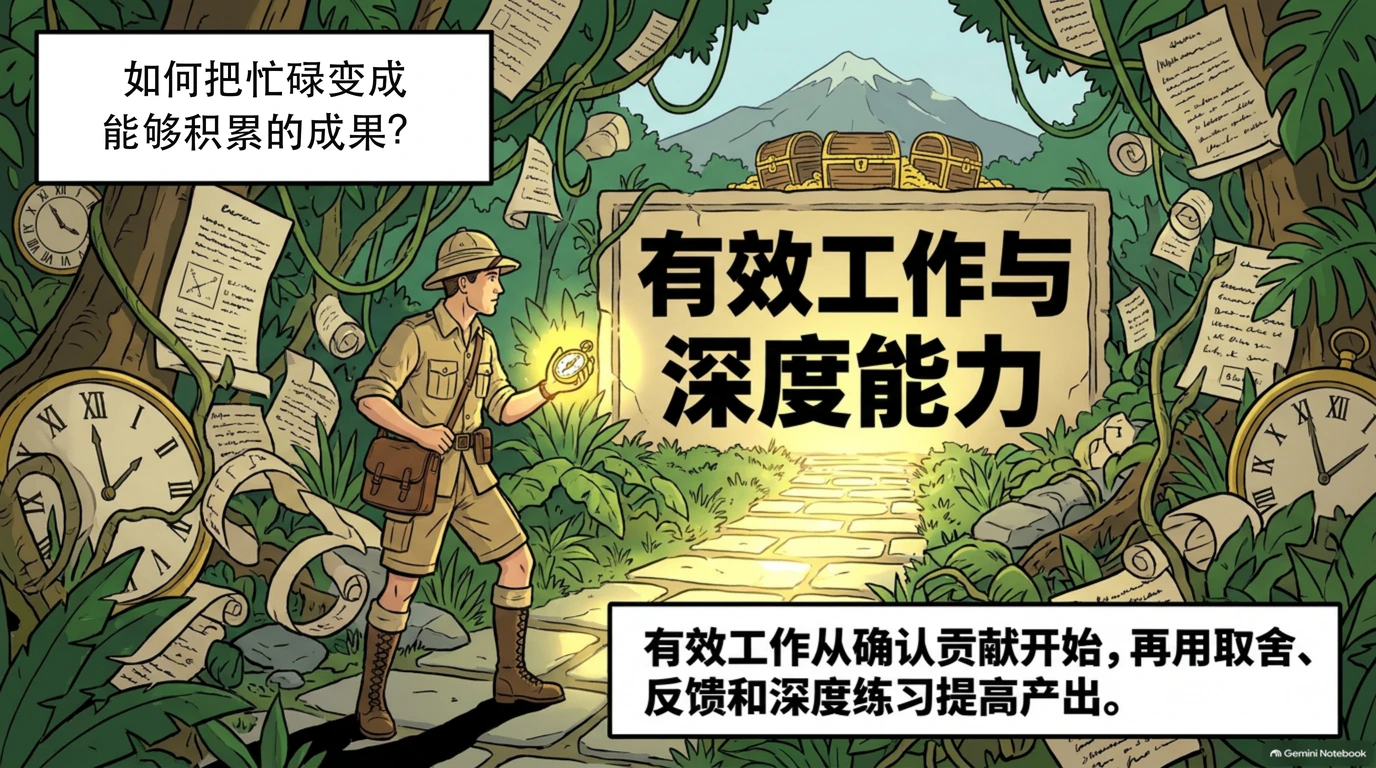 如何把忙碌变成
能够积累的成果？
有效工作与
深度能力
有效工作从确认贡献开始，再用取舍、
反馈和深度练习提高产出。
Gemini Notebook